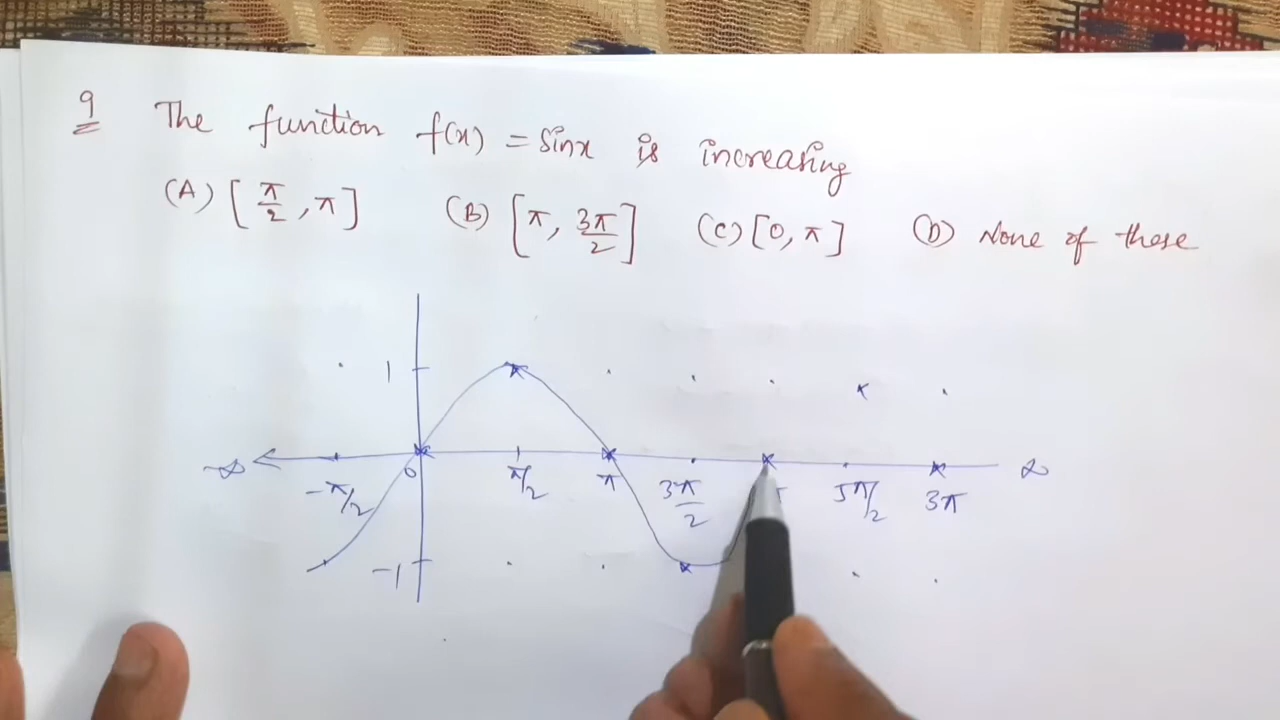 9 The function f(x) = sinx is increasing
(A) [π/2, π] (B) [π, 3π/2] (C) [0, π] (D) None of these
1
-∞ 0 ∞
-π/2 π/2 π 3π/2 5π/2 3π
-1